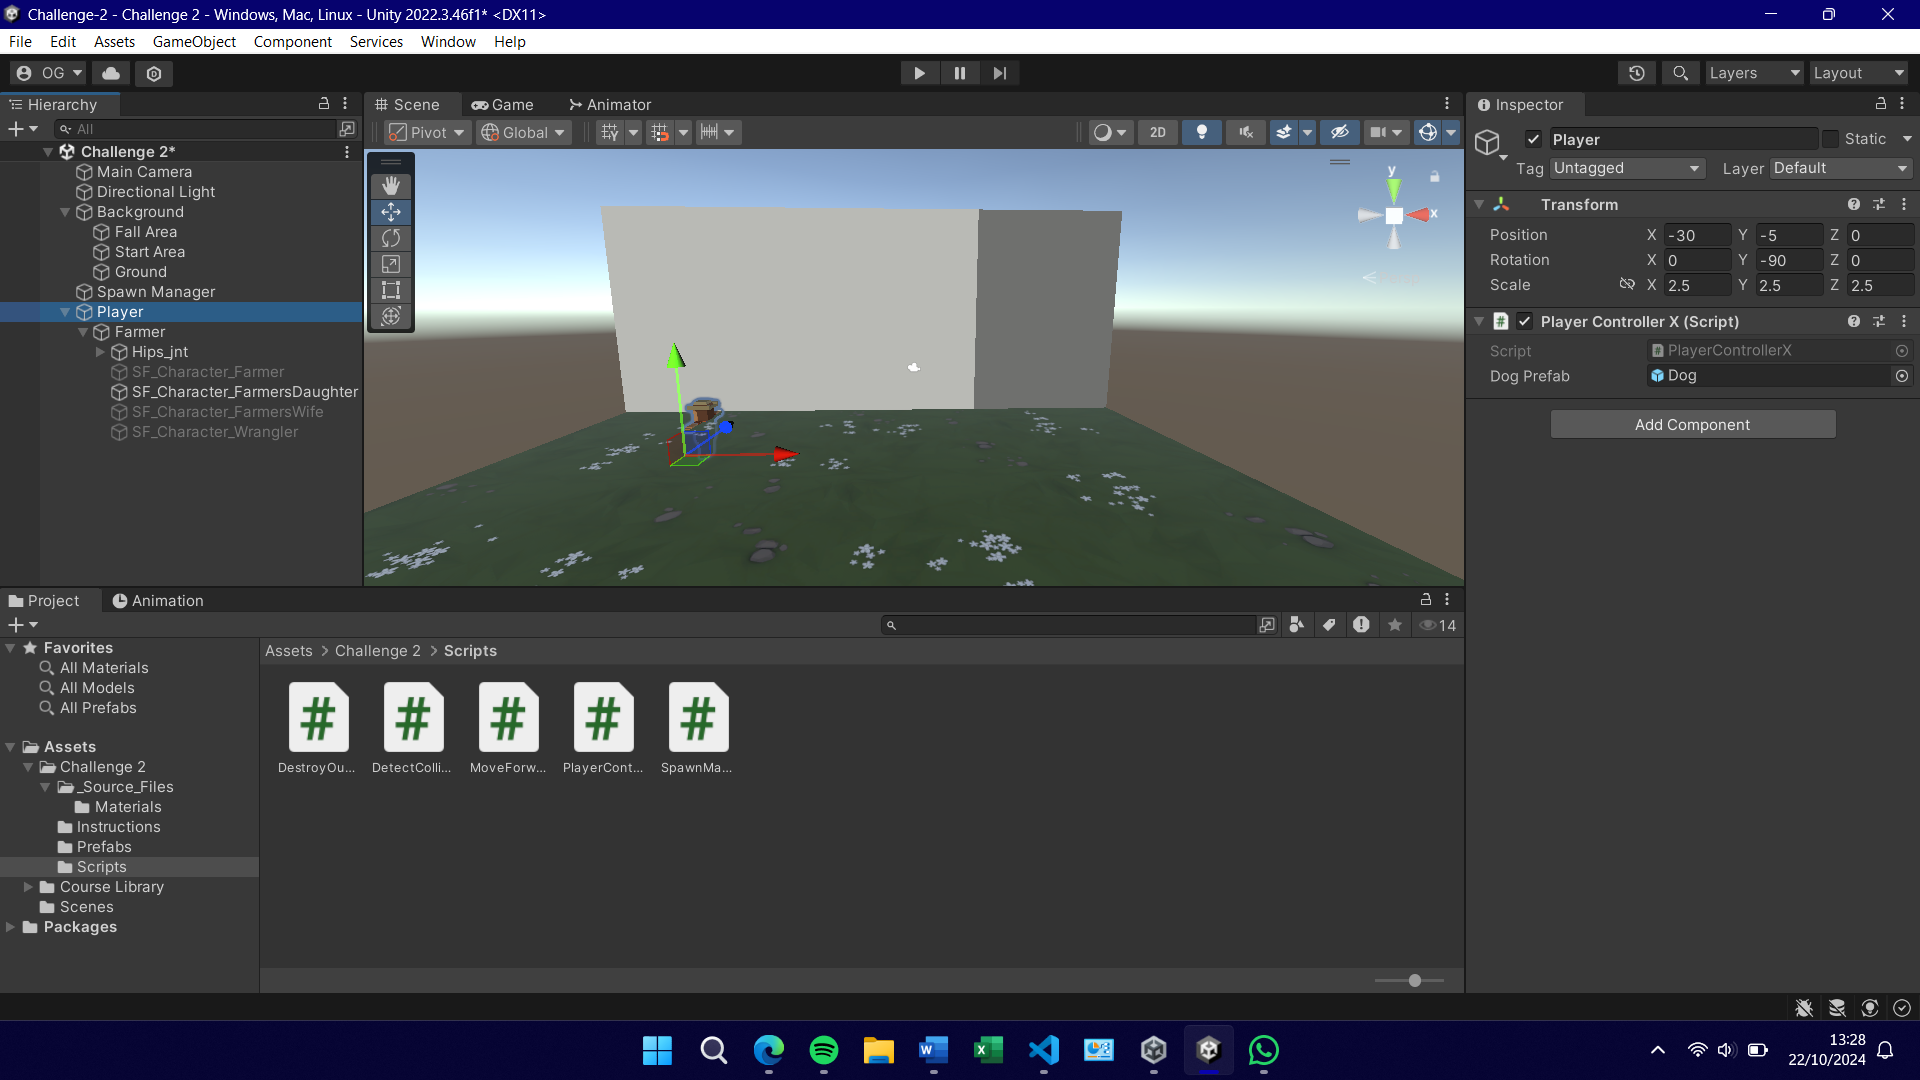 Challenge-2 - Challenge 2 - Windows, Mac, Linux - Unity 2022.3.46f1* <DX11>
File Edit Assets GameObject Component Services Window Help
OG
Layers
Layout
Hierarchy
Scene
Game
Animator
Inspector
All
Pivot
Global
2D
Challenge 2*
Main Camera
Directional Light
Background
Fall Area
Start Area
Ground
Spawn Manager
Player
Farmer
Hips_jnt
SF_Character_Farmer
SF_Character_FarmersDaughter
SF_Character_FarmersWife
SF_Character_Wrangler
y
x
Player
Static
Tag Untagged Layer Default
Transform
Position X -30 Y -5 Z 0
Rotation X 0 Y -90 Z 0
Scale X 2.5 Y 2.5 Z 2.5
# Player Controller X (Script)
Script # PlayerControllerX
Dog Prefab Dog
Add Component
Project
Animation
14
Favorites
All Materials
All Models
All Prefabs
Assets
Challenge 2
_Source_Files
Materials
Instructions
Prefabs
Scripts
Course Library
Scenes
Packages
Assets > Challenge 2 > Scripts
# # # # #
DestroyOu... DetectColli... MoveForw... PlayerCont... SpawnMa...
13:28
22/10/2024